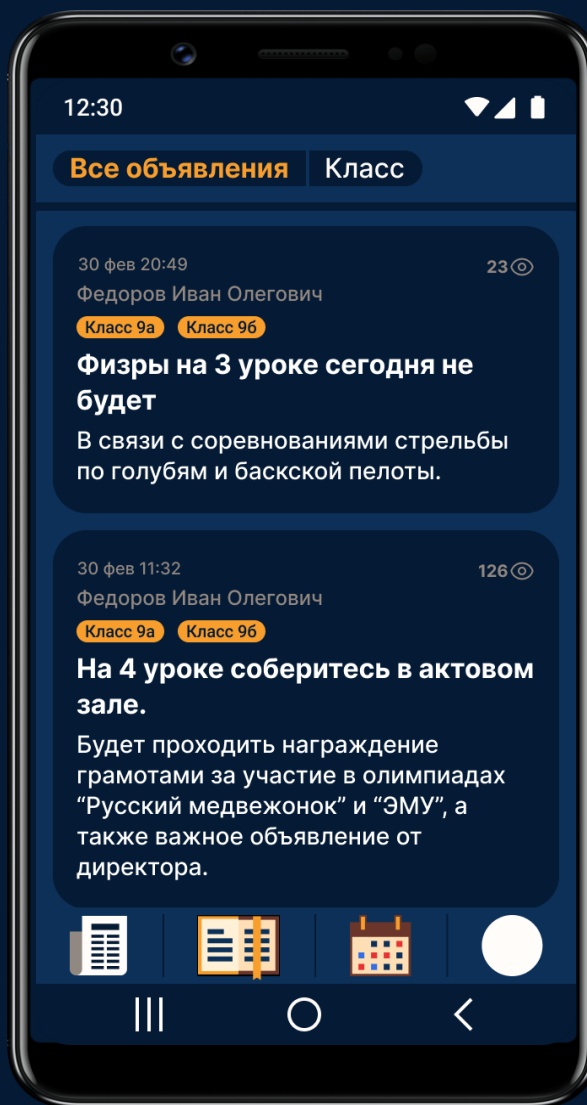 12:30
Все объявления Класс
30 фев 20:49 23
Федоров Иван Олегович
Класс 9а Класс 9б
Физры на 3 уроке сегодня не
будет
В связи с соревнованиями стрельбы
по голубям и баскской пелоты.
30 фев 11:32 126
Федоров Иван Олегович
Класс 9а Класс 9б
На 4 уроке соберитесь в актовом
зале.
Будет проходить награждение
грамотами за участие в олимпиадах
“Русский медвежонок” и “ЭМУ”, а
также важное объявление от
директора.